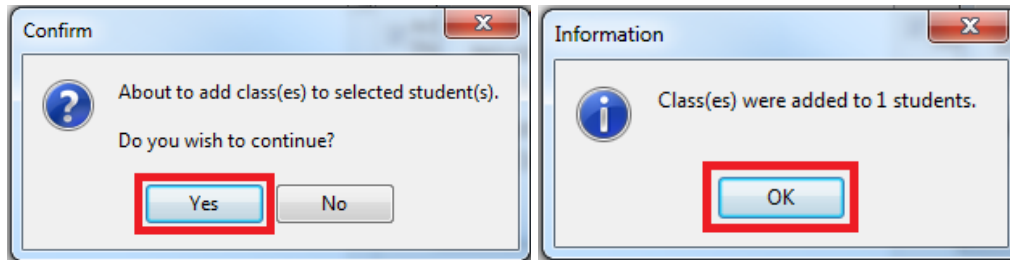 Confirm
About to add class(es) to selected student(s).
Do you wish to continue?
Yes
No
Information
Class(es) were added to 1 students.
OK